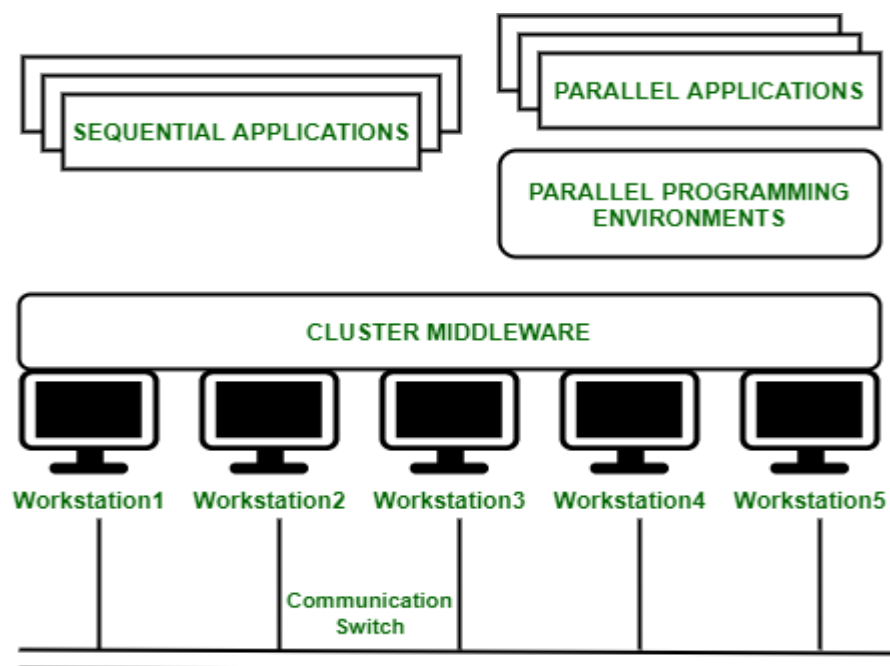 PARALLEL APPLICATIONS
SEQUENTIAL APPLICATIONS
PARALLEL PROGRAMMING
ENVIRONMENTS
CLUSTER MIDDLEWARE
Workstation1 Workstation2 Workstation3 Workstation4 Workstation5
Communication
Switch